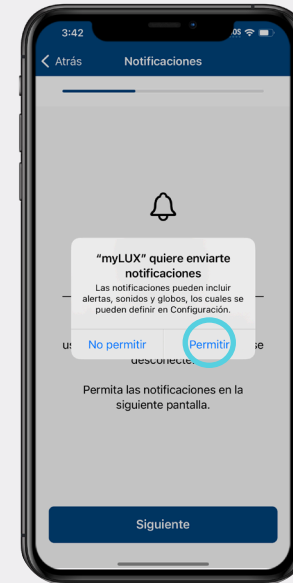 3:42
< Atrás Notificaciones
“myLUX” quiere enviarte
notificaciones
Las notificaciones pueden incluir
alertas, sonidos y globos, los cuales se
pueden definir en Configuración.
No permitir Permitir
desconecte.
Permita las notificaciones en la
siguiente pantalla.
Siguiente